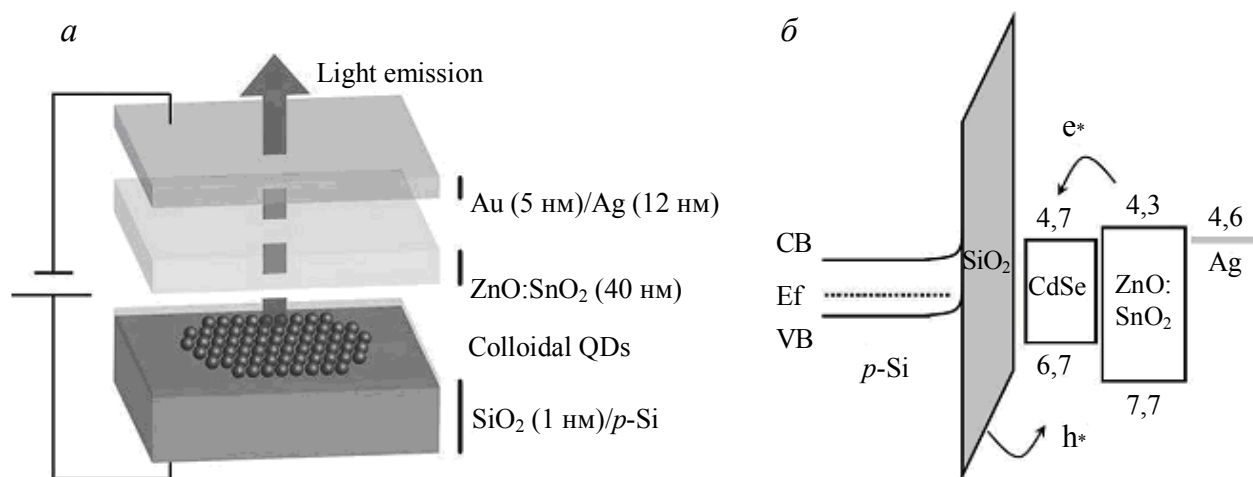 а
Light emission
Au (5 нм)/Ag (12 нм)
ZnO:SnO₂ (40 нм)
Colloidal QDs
SiO₂ (1 нм)/p-Si
б
e*
4,7
4,3
4,6
CB
SiO₂
Ag
Ef
CdSe
ZnO:
SnO₂
VB
p-Si
6,7
7,7
h*